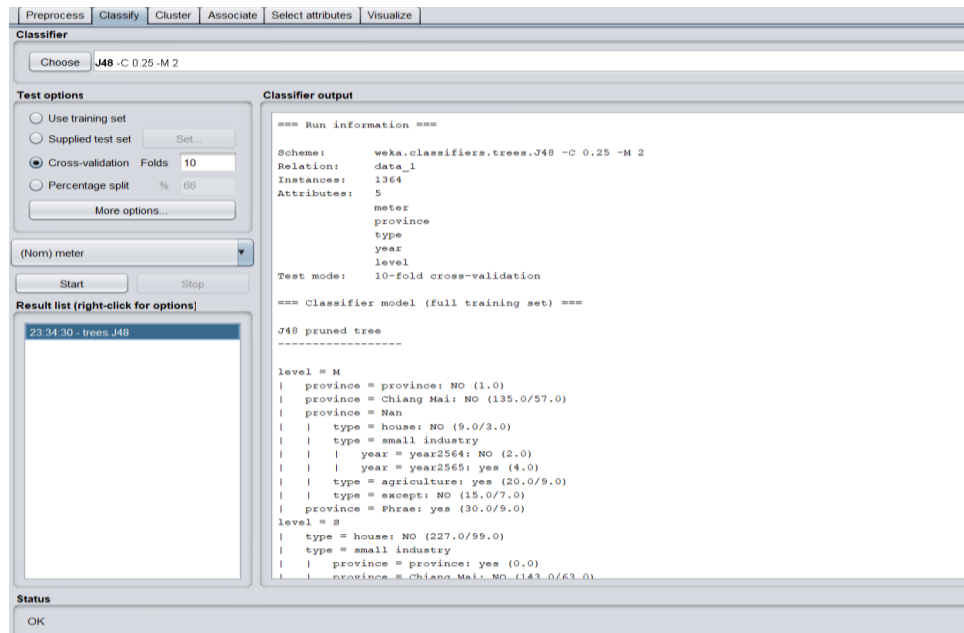 Preprocess Classify Cluster Associate Select attributes Visualize
Classifier
Choose J48 -C 0.25 -M 2
Test options
Use training set
Supplied test set Set...
Cross-validation Folds 10
Percentage split % 66
More options...
(Nom) meter
Start Stop
Result list (right-click for options)
23:34:30 - trees.J48
Classifier output
=== Run information ===
Scheme: weka.classifiers.trees.J48 -C 0.25 -M 2
Relation: data_1
Instances: 1364
Attributes: 5
meter
province
type
year
level
Test mode: 10-fold cross-validation
=== Classifier model (full training set) ===
J48 pruned tree
------------------
level = M
| province = province: NO (1.0)
| province = Chiang Mai: NO (135.0/57.0)
| province = Nan
| | type = house: NO (9.0/3.0)
| | type = small industry
| | | year = year2564: NO (2.0)
| | | year = year2565: yes (4.0)
| | type = agriculture: yes (20.0/9.0)
| | type = except: NO (15.0/7.0)
| province = Phrae: yes (30.0/9.0)
level = S
| type = house: NO (227.0/99.0)
| type = small industry
| | province = province: yes (0.0)
| | province = Chiang Mai: NO (143.0/63.0)
Status
OK